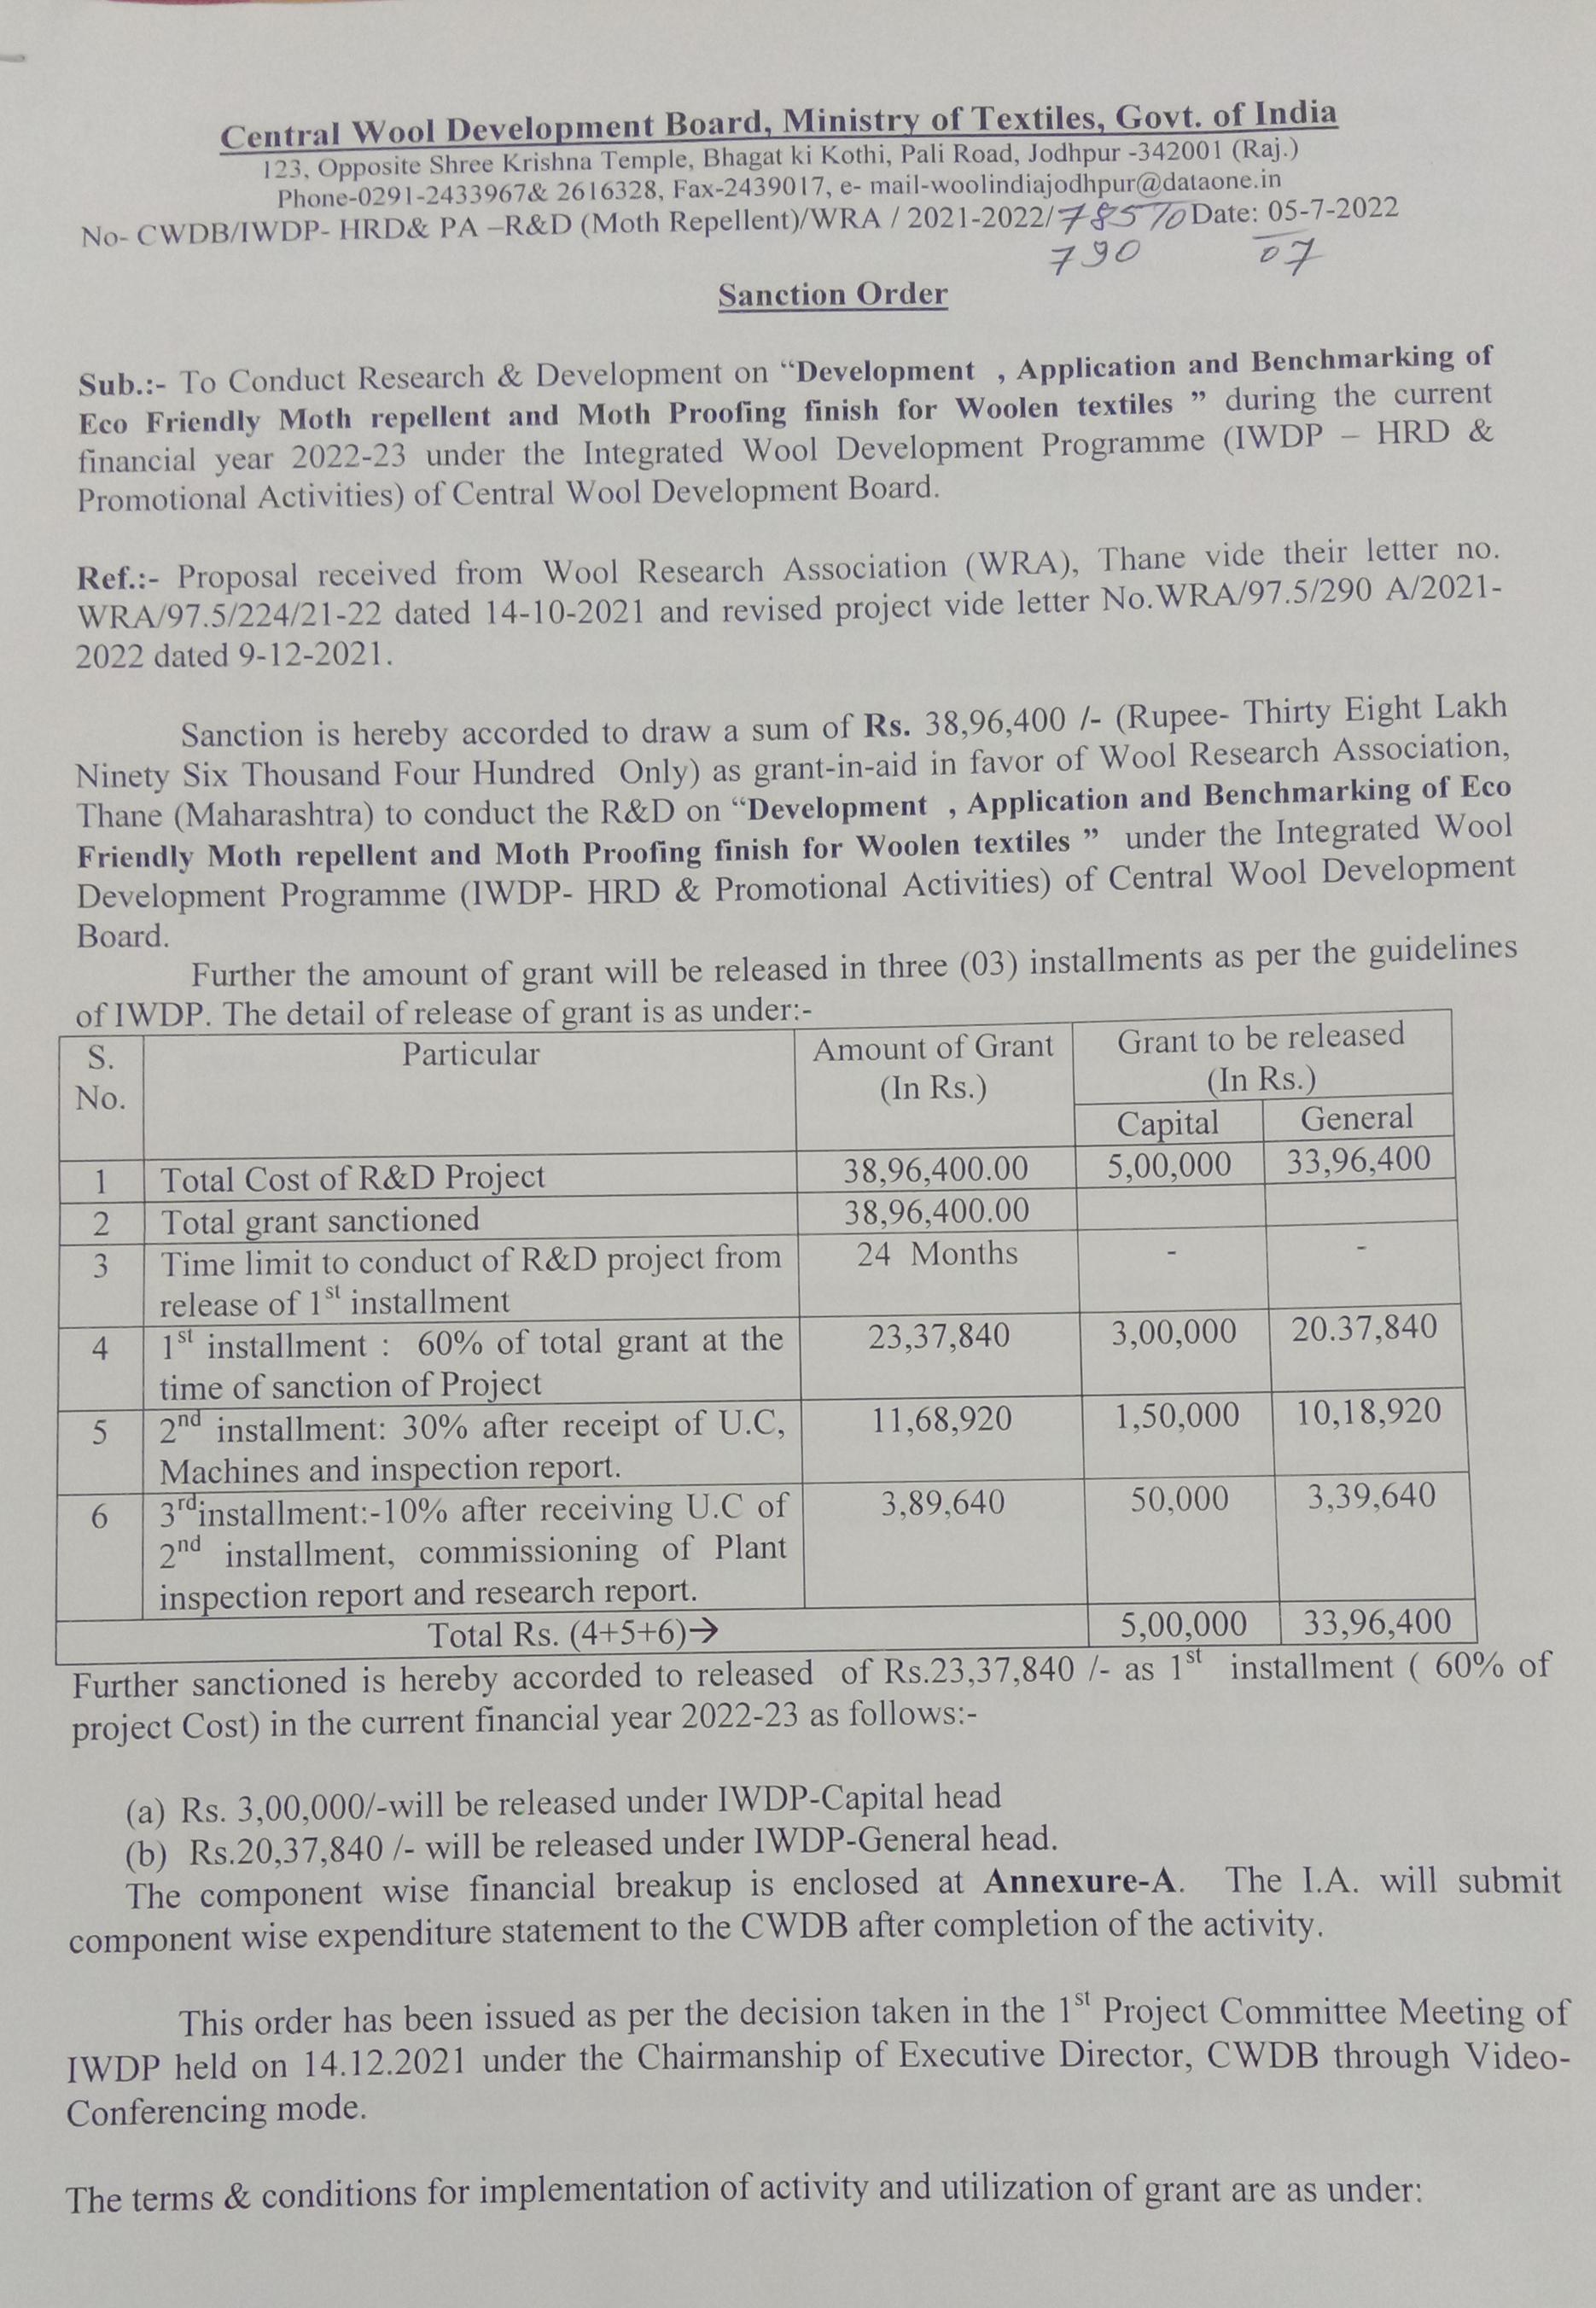 Central Wool Development Board, Ministry of Textiles, Govt. of India
123, Opposite Shree Krishna Temple, Bhagat ki Kothi, Pali Road, Jodhpur -342001 (Raj.)
Phone-0291-2433967& 2616328, Fax-2439017, e- mail-woolindiajodhpur@dataone.in
No- CWDB/IWDP- HRD& PA –R&D (Moth Repellent)/WRA / 2021-2022/785 To Date: 05-7-2022
790 07
Sanction Order
Sub.:- To Conduct Research & Development on “Development , Application and Benchmarking of
Eco Friendly Moth repellent and Moth Proofing finish for Woolen textiles ” during the current
financial year 2022-23 under the Integrated Wool Development Programme (IWDP – HRD &
Promotional Activities) of Central Wool Development Board.
Ref.:- Proposal received from Wool Research Association (WRA), Thane vide their letter no.
WRA/97.5/224/21-22 dated 14-10-2021 and revised project vide letter No.WRA/97.5/290 A/2021-
2022 dated 9-12-2021.
Sanction is hereby accorded to draw a sum of Rs. 38,96,400 /- (Rupee- Thirty Eight Lakh
Ninety Six Thousand Four Hundred Only) as grant-in-aid in favor of Wool Research Association,
Thane (Maharashtra) to conduct the R&D on “Development , Application and Benchmarking of Eco
Friendly Moth repellent and Moth Proofing finish for Woolen textiles ” under the Integrated Wool
Development Programme (IWDP- HRD & Promotional Activities) of Central Wool Development
Board.
Further the amount of grant will be released in three (03) installments as per the guidelines
of IWDP. The detail of release of grant is as under:-
S. No. Particular Amount of Grant (In Rs.) Grant to be released (In Rs.)
Capital General
1 Total Cost of R&D Project 38,96,400.00 5,00,000 33,96,400
2 Total grant sanctioned 38,96,400.00
3 Time limit to conduct of R&D project from 24 Months - -
release of 1st installment
4 1st installment : 60% of total grant at the 23,37,840 3,00,000 20.37,840
time of sanction of Project
5 2nd installment: 30% after receipt of U.C, 11,68,920 1,50,000 10,18,920
Machines and inspection report.
6 3rdinstallment:-10% after receiving U.C of 3,89,640 50,000 3,39,640
2nd installment, commissioning of Plant
inspection report and research report.
Total Rs. (4+5+6)→ 5,00,000 33,96,400
Further sanctioned is hereby accorded to released of Rs.23,37,840 /- as 1st installment ( 60% of
project Cost) in the current financial year 2022-23 as follows:-
(a) Rs. 3,00,000/-will be released under IWDP-Capital head
(b) Rs.20,37,840 /- will be released under IWDP-General head.
The component wise financial breakup is enclosed at Annexure-A. The I.A. will submit
component wise expenditure statement to the CWDB after completion of the activity.
This order has been issued as per the decision taken in the 1st Project Committee Meeting of
IWDP held on 14.12.2021 under the Chairmanship of Executive Director, CWDB through Video-
Conferencing mode.
The terms & conditions for implementation of activity and utilization of grant are as under: